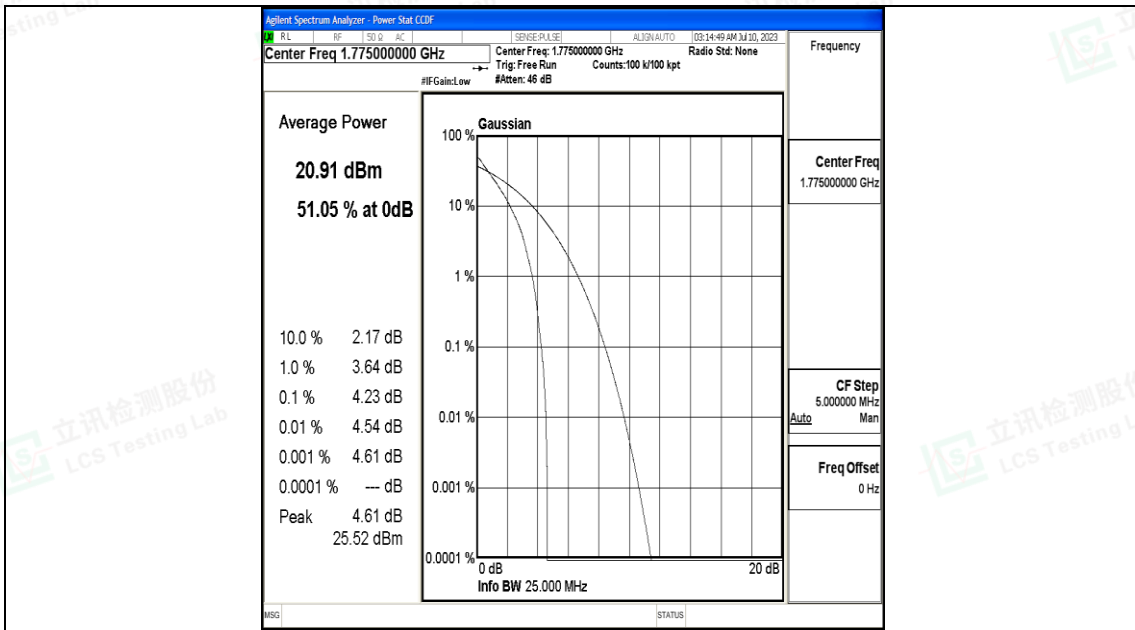 Agilent Spectrum Analyzer - Power Stat CCDF
RL RF 50 Ω AC SENSE:PULSE ALIGN AUTO 03:14:49 AM Jul 10, 2023
Center Freq 1.775000000 GHz
Center Freq: 1.775000000 GHz Radio Std: None
Trig: Free Run Counts:100 k/100 kpt
#IFGain:Low #Atten: 46 dB
Frequency
Average Power
20.91 dBm
51.05 % at 0dB
10.0 % 2.17 dB
1.0 % 3.64 dB
0.1 % 4.23 dB
0.01 % 4.54 dB
0.001 % 4.61 dB
0.0001 % --- dB
Peak 4.61 dB
25.52 dBm
Gaussian
100 %
10 %
1 %
0.1 %
0.01 %
0.001 %
0.0001 %
0 dB 20 dB
Info BW 25.000 MHz
Center Freq
1.775000000 GHz
CF Step
5.000000 MHz
Auto Man
Freq Offset
0 Hz
MSG STATUS
立讯检测股份
LCS Testing Lab
立讯检测股份
LCS Testing L